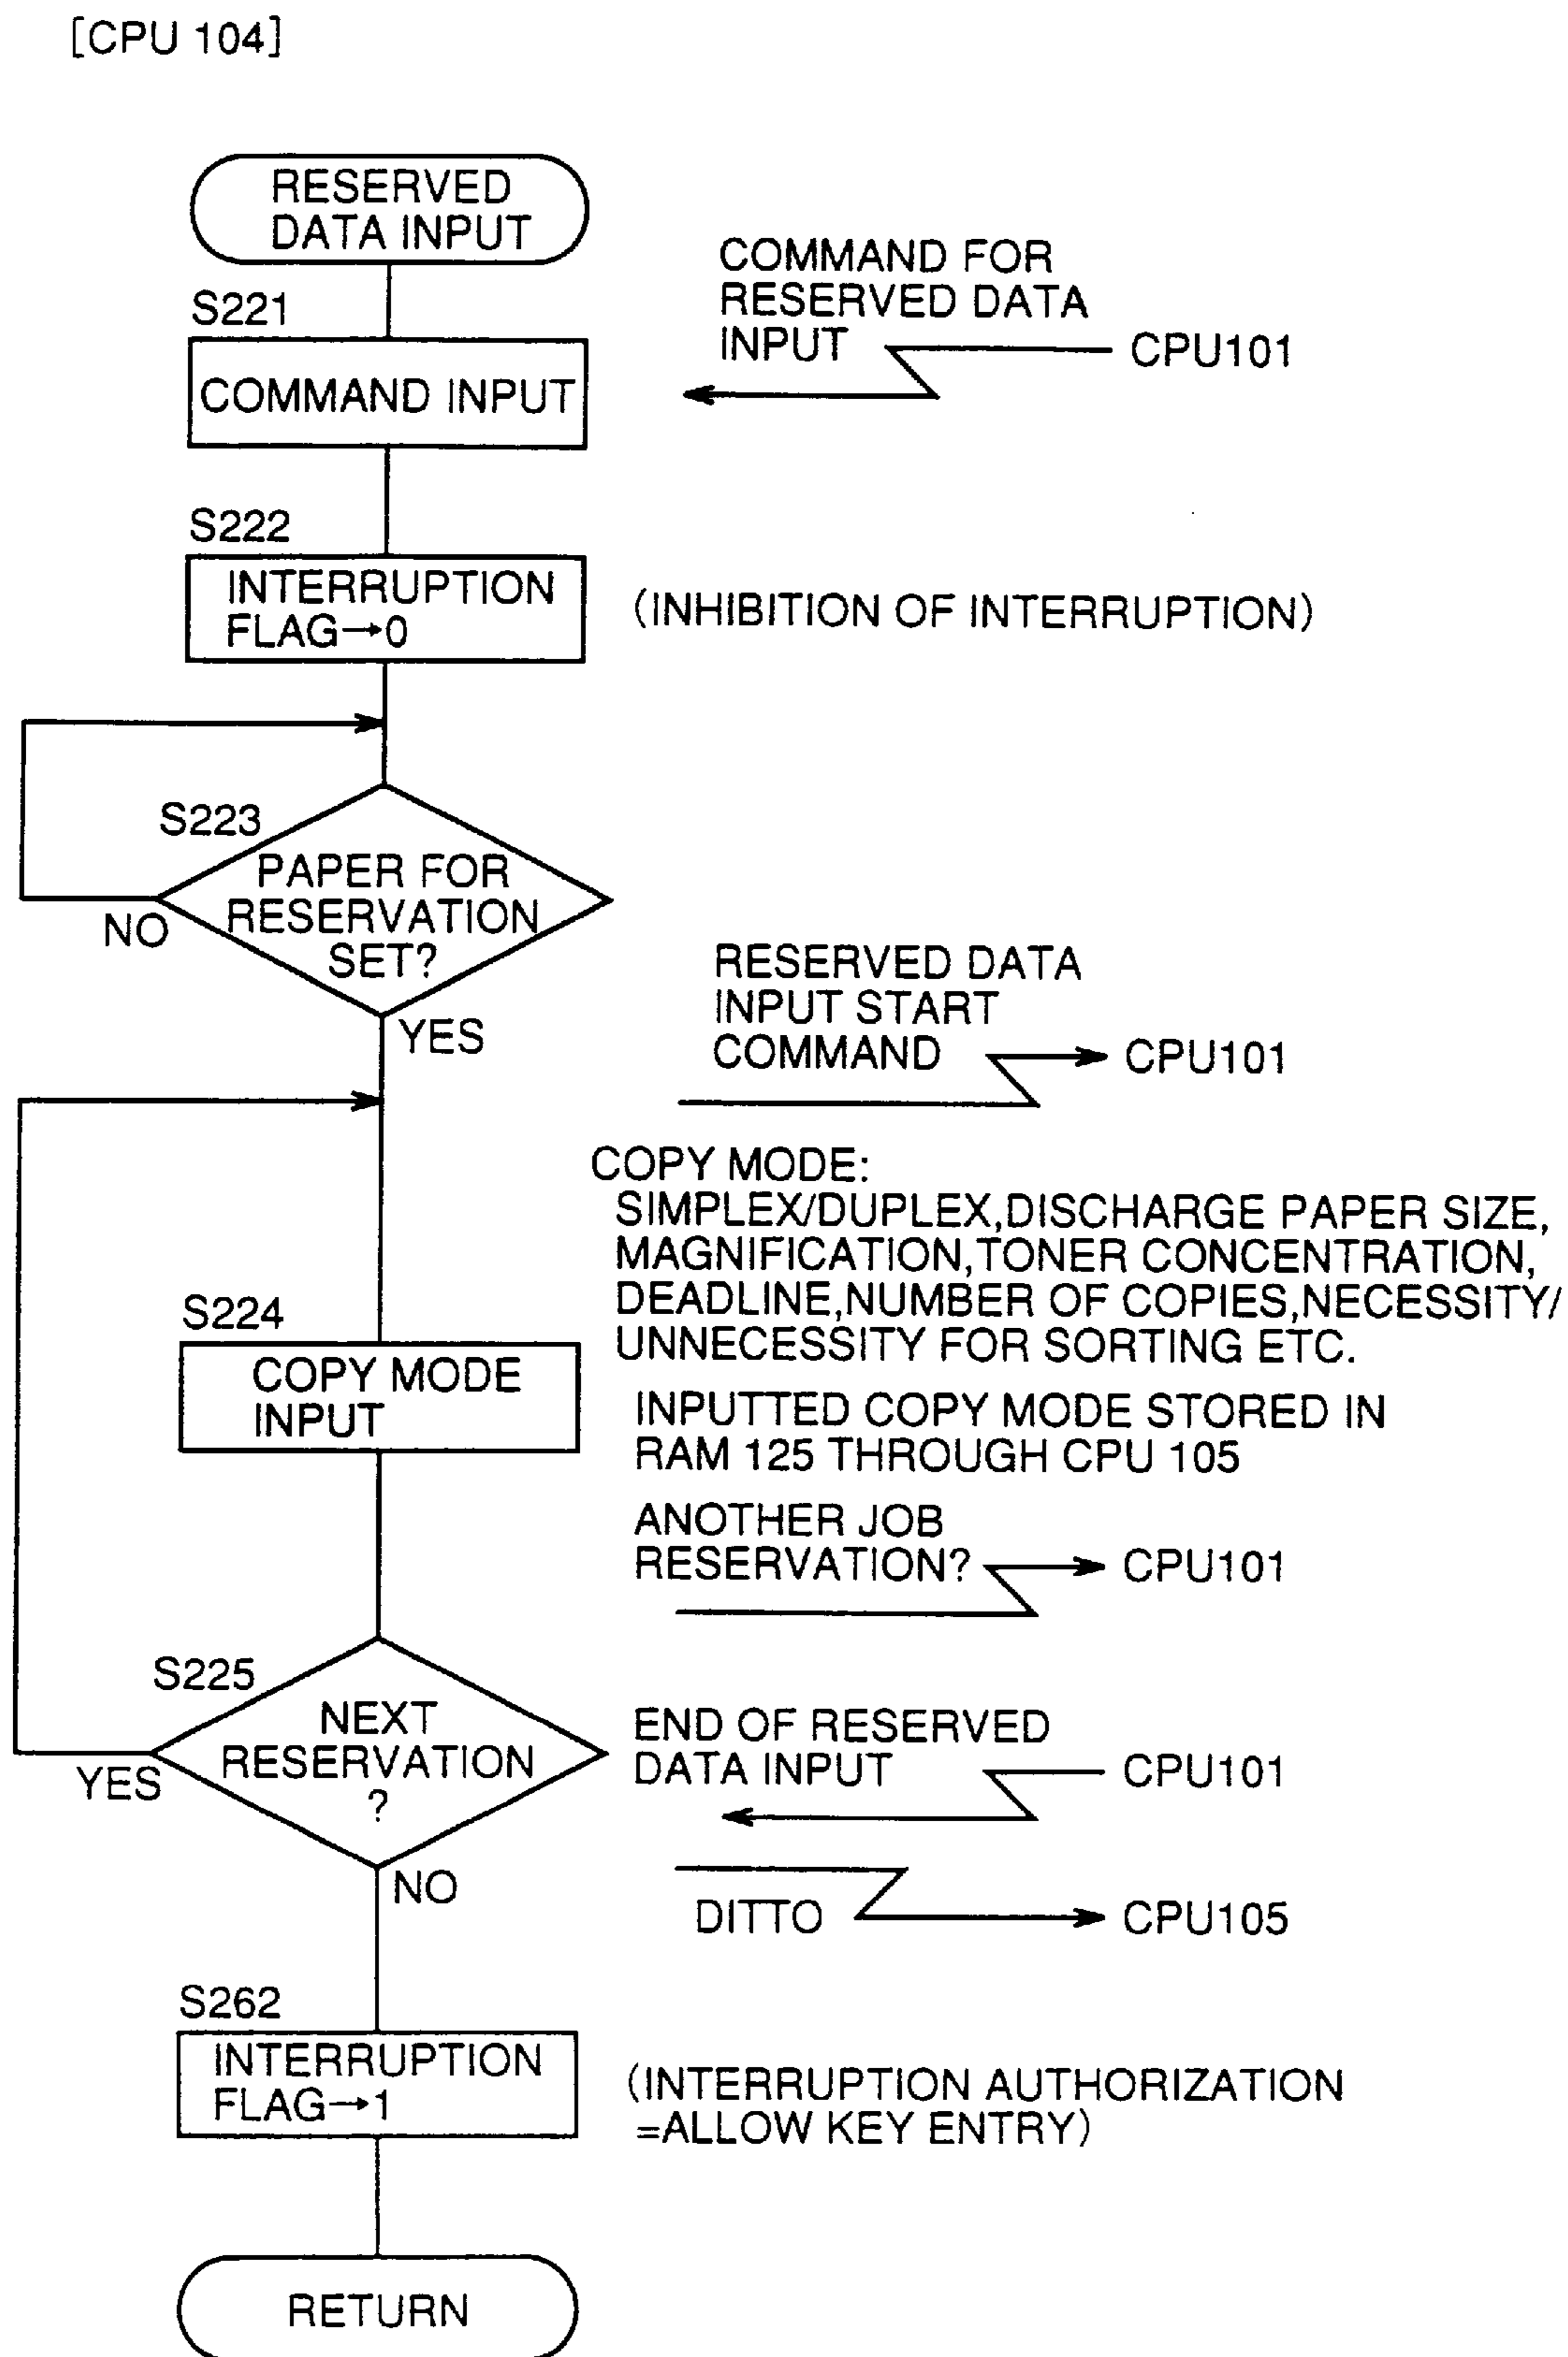 [CPU 104]
RESERVED
DATA INPUT
COMMAND FOR
RESERVED DATA
INPUT
CPU101
S221
COMMAND INPUT
S222
INTERRUPTION
FLAG→0
(INHIBITION OF INTERRUPTION)
S223
PAPER FOR
RESERVATION
SET?
NO
YES
RESERVED DATA
INPUT START
COMMAND
CPU101
COPY MODE:
SIMPLEX/DUPLEX,DISCHARGE PAPER SIZE,
MAGNIFICATION,TONER CONCENTRATION,
DEADLINE,NUMBER OF COPIES,NECESSITY/
UNNECESSITY FOR SORTING ETC.
S224
COPY MODE
INPUT
INPUTTED COPY MODE STORED IN
RAM 125 THROUGH CPU 105
ANOTHER JOB
RESERVATION?
CPU101
S225
NEXT
RESERVATION
?
YES
NO
END OF RESERVED
DATA INPUT
CPU101
DITTO
CPU105
S262
INTERRUPTION
FLAG→1
(INTERRUPTION AUTHORIZATION
=ALLOW KEY ENTRY)
RETURN